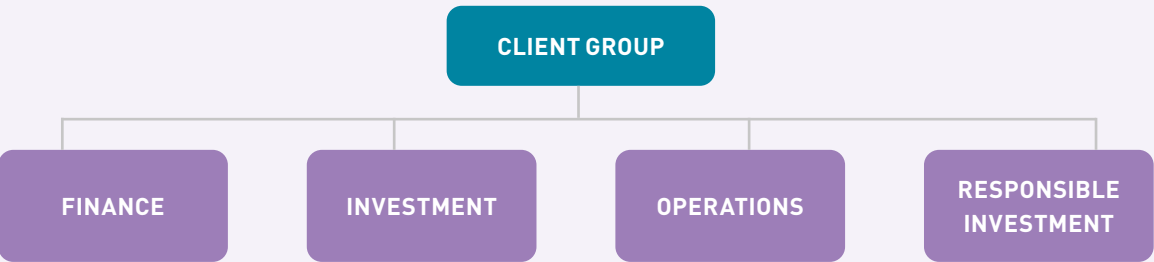 CLIENT GROUP
FINANCE
INVESTMENT
OPERATIONS
RESPONSIBLE
INVESTMENT